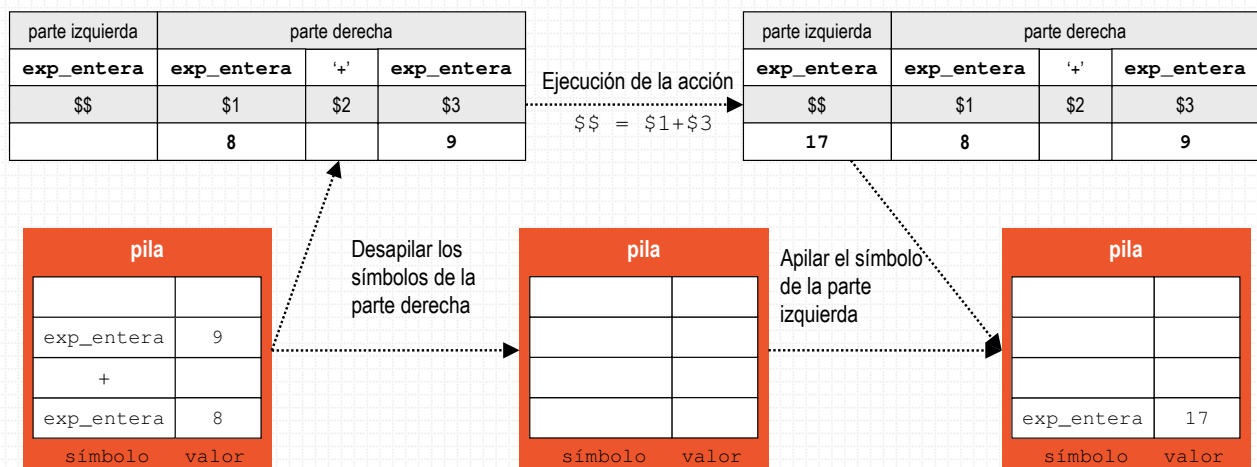 parte izquierda parte derecha
exp_entera exp_entera ‘+’ exp_entera
$$ $1 $2 $3
8 9
Ejecución de la acción
$$ = $1+$3
parte izquierda parte derecha
exp_entera exp_entera ‘+’ exp_entera
$$ $1 $2 $3
17 8 9
pila
exp_entera 9
+
exp_entera 8
símbolo valor
Desapilar los
símbolos de la
parte derecha
pila
símbolo valor
Apilar el símbolo
de la parte
izquierda
pila
exp_entera 17
símbolo valor